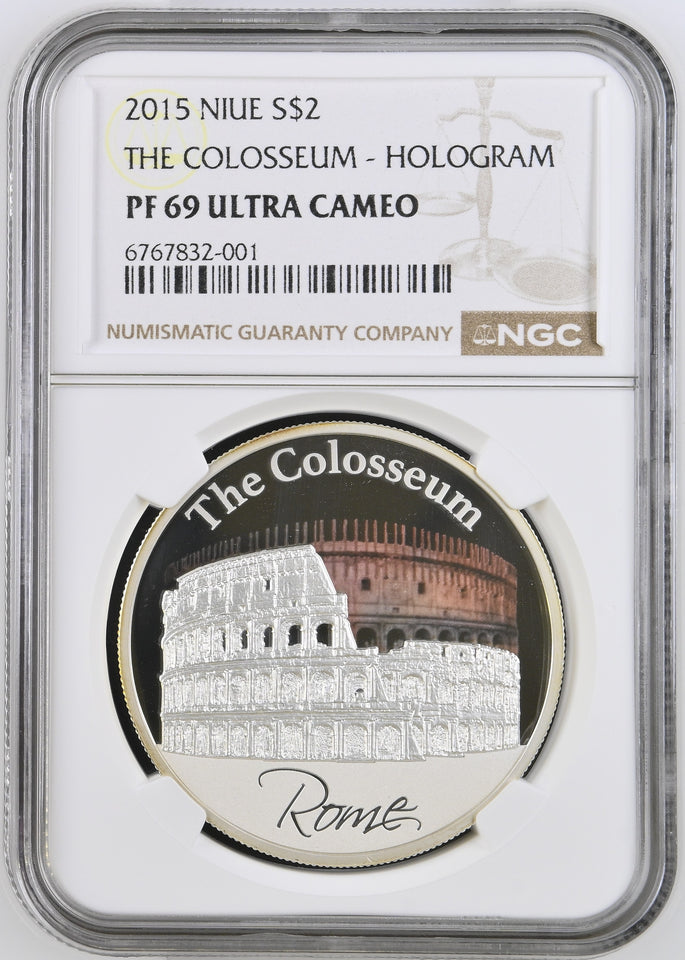 2015 NIUE S$2
THE COLOSSEUM - HOLOGRAM
PF 69 ULTRA CAMEO
6767832-001
NUMISMATIC GUARANTY COMPANY NGC
The Colosseum
Rome